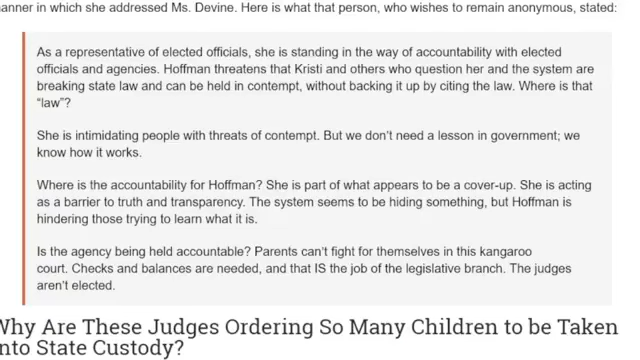 anner in which she addressed Ms. Devine. Here is what that person, who wishes to remain anonymous, stated:
As a representative of elected officials, she is standing in the way of accountability with elected
officials and agencies. Hoffman threatens that Kristi and others who question her and the system are
breaking state law and can be held in contempt, without backing it up by citing the law. Where is that
“law”?
She is intimidating people with threats of contempt. But we don’t need a lesson in government; we
know how it works.
Where is the accountability for Hoffman? She is part of what appears to be a cover-up. She is acting
as a barrier to truth and transparency. The system seems to be hiding something, but Hoffman is
hindering those trying to learn what it is.
Is the agency being held accountable? Parents can’t fight for themselves in this kangaroo
court. Checks and balances are needed, and that IS the job of the legislative branch. The judges
aren’t elected.
Why Are These Judges Ordering So Many Children to be Taken
nto State Custody?